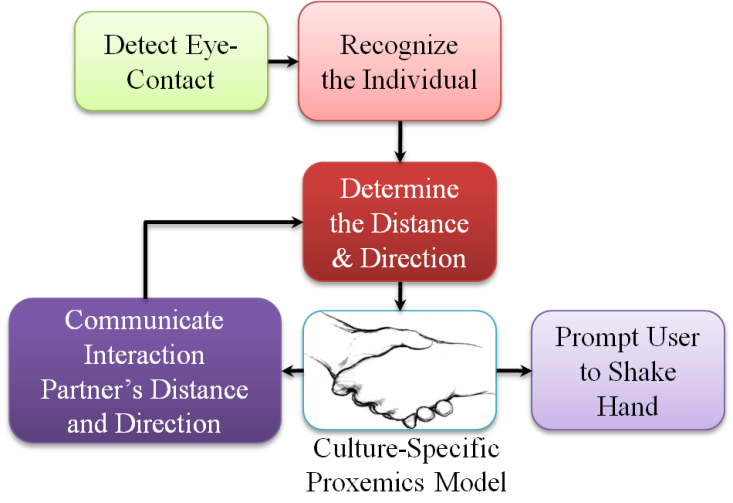 Detect Eye-
Contact
Recognize
the Individual
Determine
the Distance
& Direction
Communicate
Interaction
Partner’s Distance
and Direction
Prompt User
to Shake
Hand
Culture-Specific
Proxemics Model